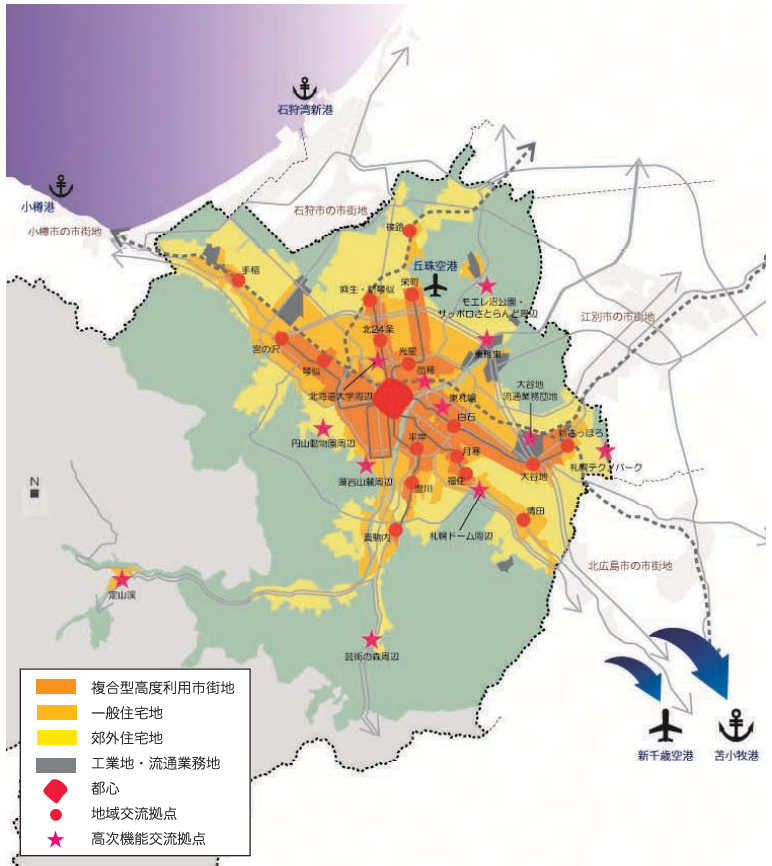 石狩湾新港
小樽港
石狩市の市街地
小樽市の市街地
篠路
手稲
丘珠空港
麻生・新琴似
栄町
モエレ沼公園・
サッポロさとらんど周辺
江別市の市街地
北24条
宮の沢
光星
東雁来
琴似
苗穂
大谷地
流通業務団地
北海道大学周辺
東札幌
白石
新さっぽろ
円山動物園周辺
平岸
月寒
札幌テクノパーク
藻岩山麓周辺
福住
大谷地
N
澄川
清田
真駒内
札幌ドーム周辺
北広島市の市街地
定山渓
芸術の森周辺
複合型高度利用市街地
一般住宅地
郊外住宅地
工業地・流通業務地
都心
地域交流拠点
高次機能交流拠点
新千歳空港
苫小牧港